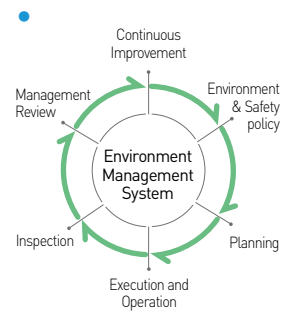 Continuous
Improvement
Environment
& Safety
policy
Management
Review
Environment
Management
System
Planning
Inspection
Execution and
Operation